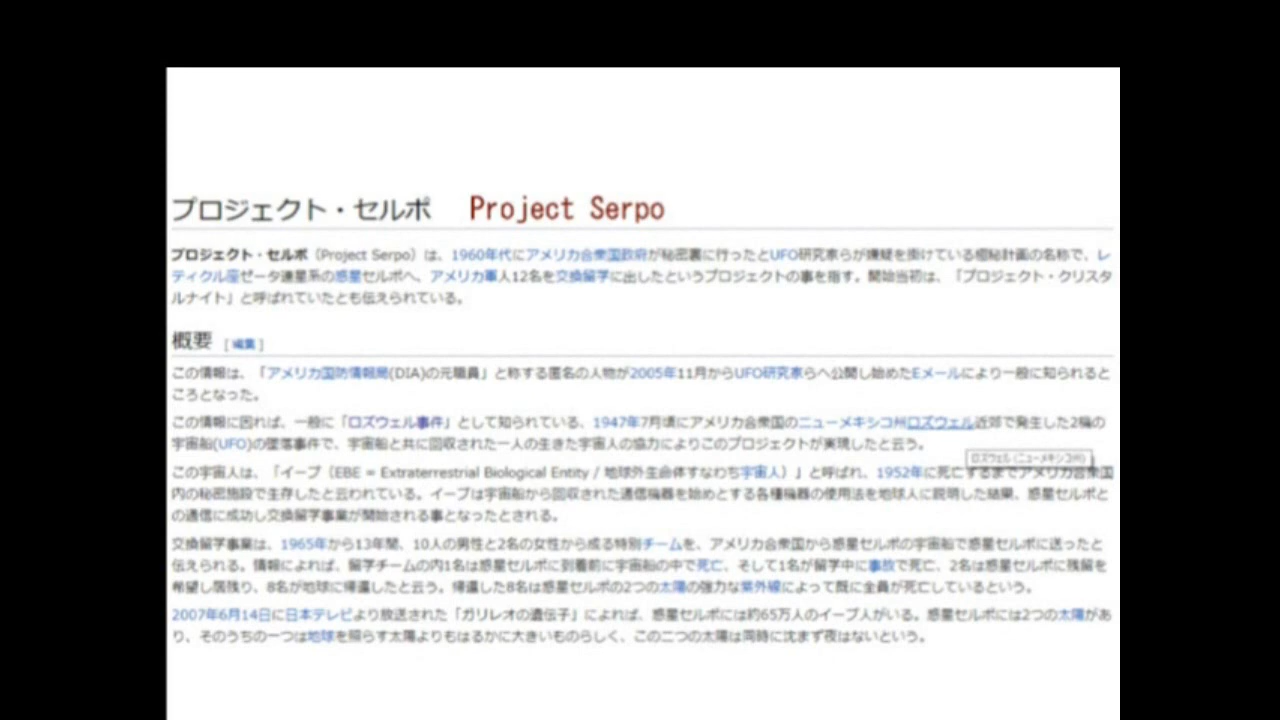 プロジェクト・セルポ Project Serpo
プロジェクト・セルポ（Project Serpo）は、1960年代にアメリカ合衆国政府が秘密裏に行ったとUFO研究家らが嫌疑を掛けている極秘計画の名称で、レ
ティクル座ゼータ連星系の惑星セルポへ、アメリカ軍人12名を交換留学に出したというプロジェクトの事を指す。開始当初は、「プロジェクト・クリスタ
ルナイト」と呼ばれていたとも伝えられている。
概要 [編集]
この情報は、「アメリカ国防情報局(DIA)の元職員」と称する匿名の人物が2005年11月からUFO研究家らへ公開し始めたEメールにより一般に知られると
ころとなった。
この情報に因れば、一般に「ロズウェル事件」として知られている、1947年7月頃にアメリカ合衆国のニューメキシコ州ロズウェル近郊で発生した2機の
宇宙船(UFO)の墜落事件で、宇宙船と共に回収された一人の生きた宇宙人の協力によりこのプロジェクトが実現したと云う。
ロズウェル (ニューメキシコ州)
この宇宙人は、「イーブ（EBE = Extraterrestrial Biological Entity / 地球外生命体すなわち宇宙人）」と呼ばれ、1952年に死亡するまでアメリカ合衆国
内の秘密施設で生存したと云われている。イーブは宇宙船から回収された通信機器を始めとする各種機器の使用法を地球人に説明した結果、惑星セルポと
の通信に成功し交換留学事業が開始される事となったとされる。
交換留学事業は、1965年から13年間、10人の男性と2名の女性から成る特別チームを、アメリカ合衆国から惑星セルポの宇宙船で惑星セルポに送ったと
伝えられる。情報によれば、留学チームの内1名は惑星セルポに到着前に宇宙船の中で死亡、そして1名が留学中に事故で死亡、2名は惑星セルポに残留を
希望し居残り、8名が地球に帰還したと云う。帰還した8名は惑星セルポの2つの太陽の強力な紫外線によって既に全員が死亡しているという。
2007年6月14日に日本テレビより放送された「ガリレオの遺伝子」によれば、惑星セルポには約65万人のイーブ人がいる。惑星セルポには2つの太陽があ
り、そのうちの一つは地球を照らす太陽よりもはるかに大きいものらしく、この二つの太陽は同時に沈まず夜はないという。